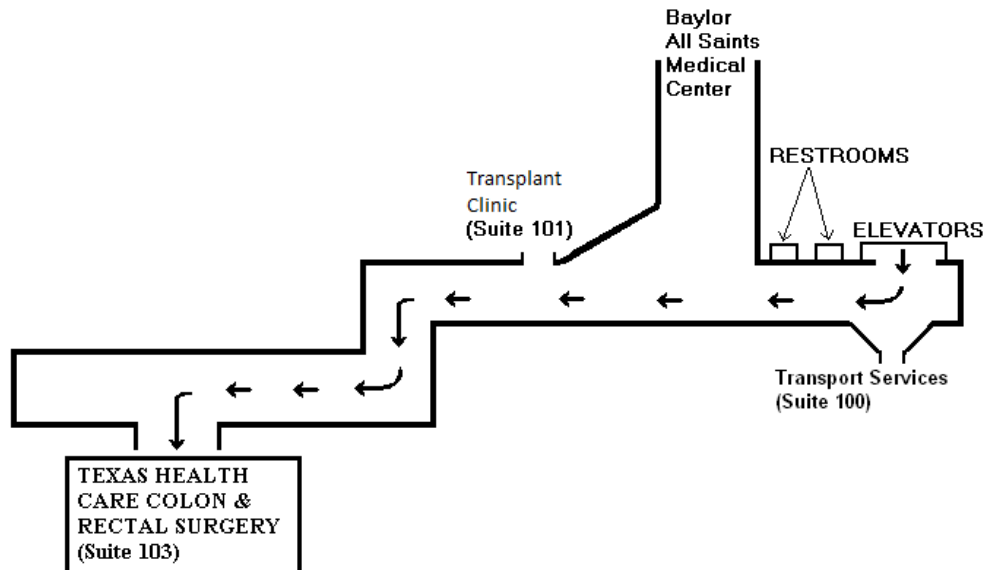 Baylor
All Saints
Medical
Center
RESTROOMS
Transplant
Clinic
(Suite 101)
ELEVATORS
Transport Services
(Suite 100)
TEXAS HEALTH
CARE COLON &
RECTAL SURGERY
(Suite 103)